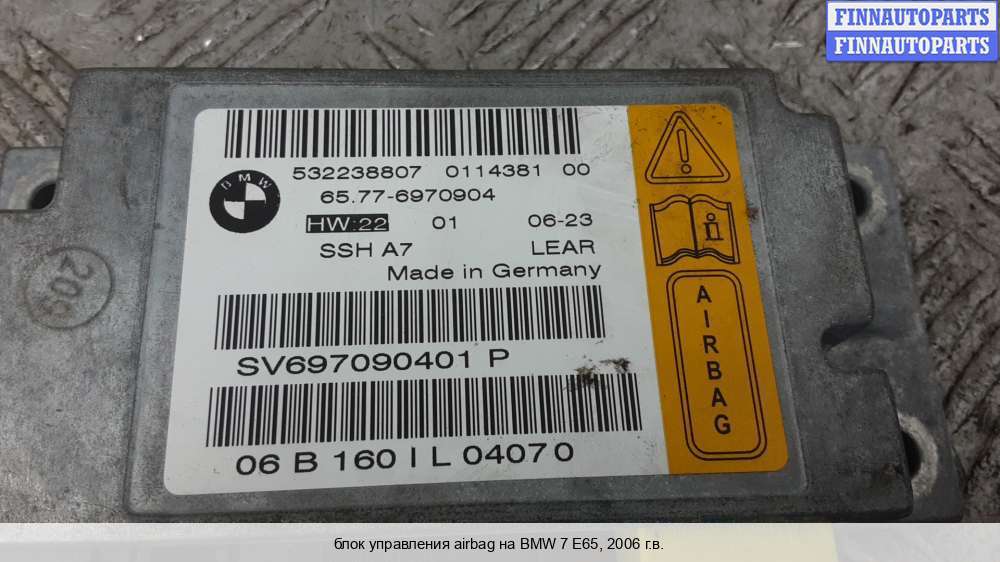 FINNAUTOPARTS
FINNAUTOPARTS
532238807 0114381 00
BMW
65.77-6970904
HW:22 01 06-23
SSH A7 LEAR
Made in Germany
SV697090401 P
06 B 160 I L 04070
AIRBAG
блок управления airbag на BMW 7 E65, 2006 г.в.